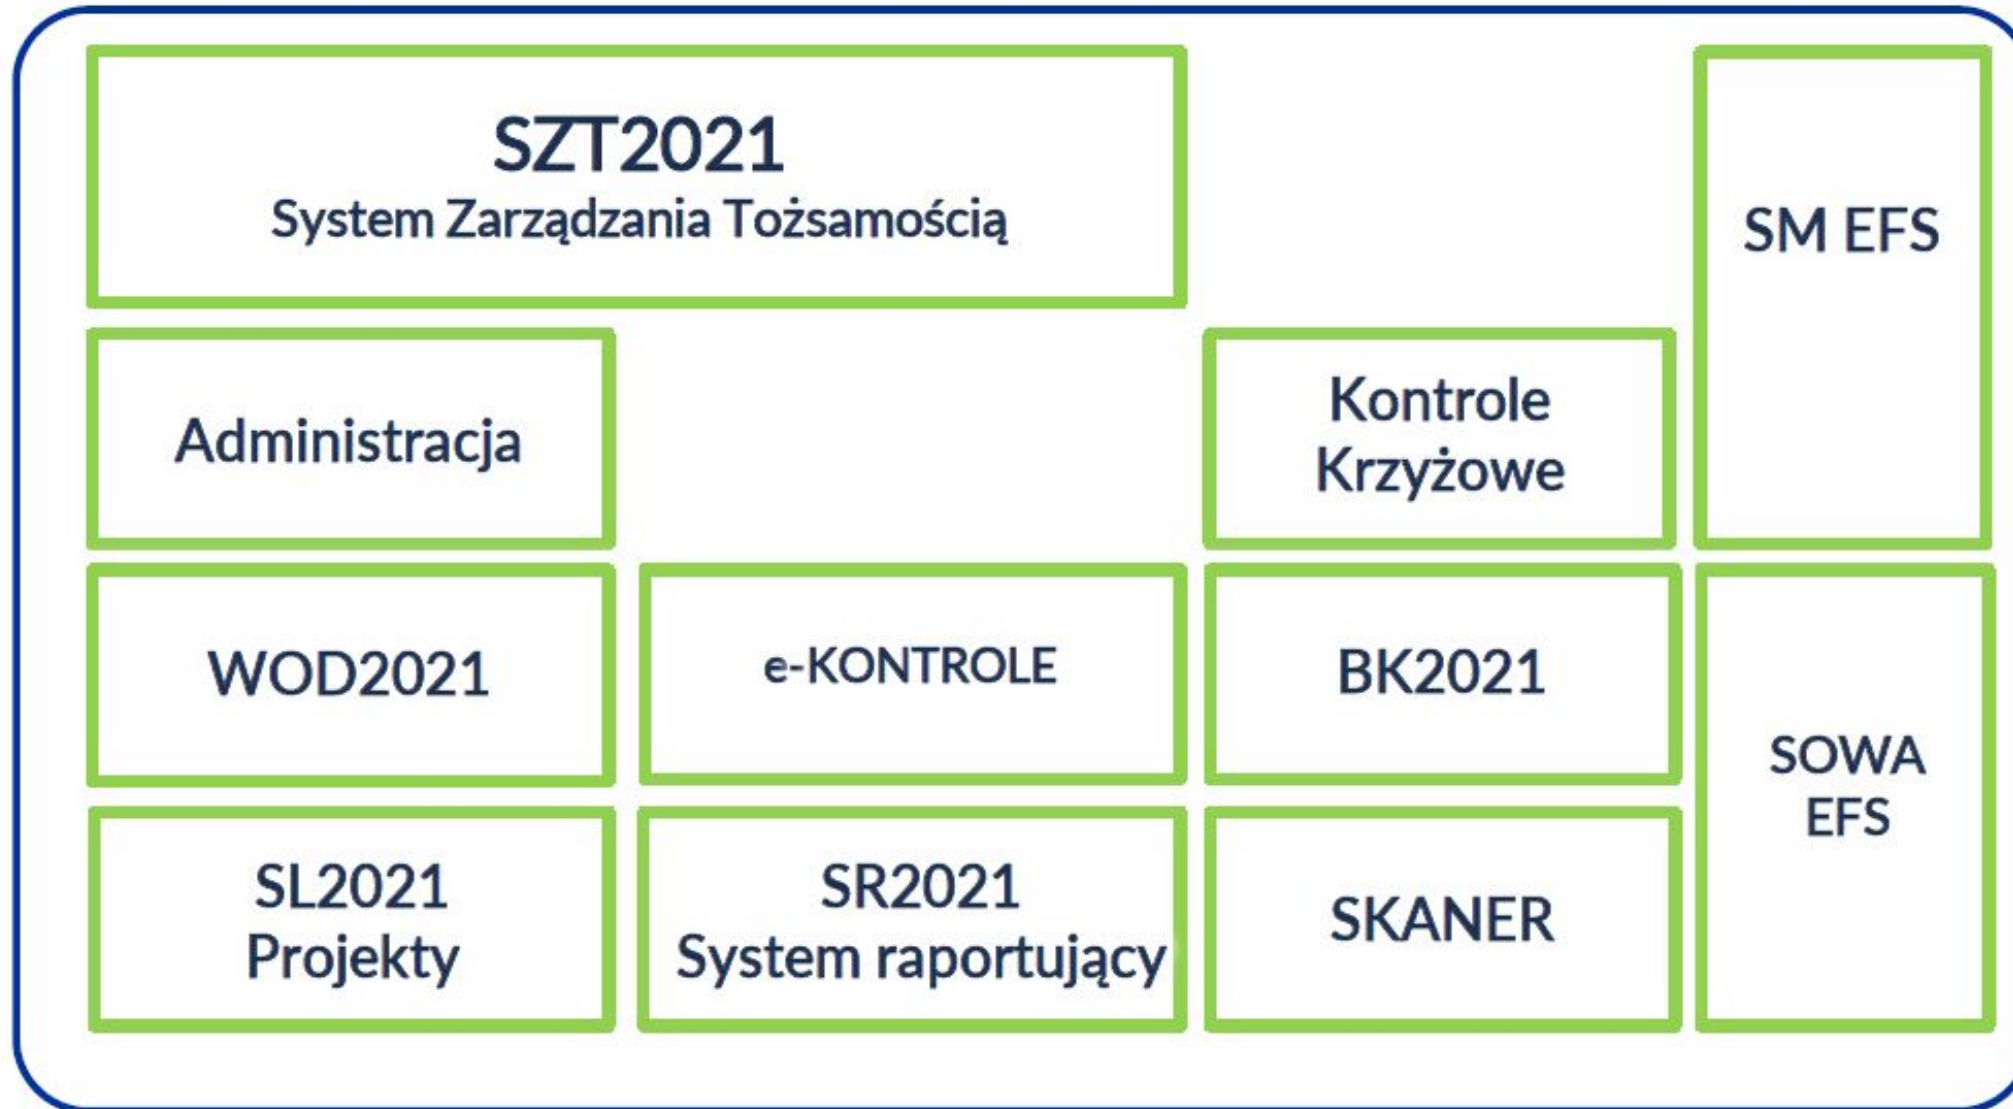 SZT2021
System Zarządzania Tożsamością
SM EFS
Administracja
Kontrole
Krzyżowe
WOD2021
e-KONTROLE
BK2021
SOWA
EFS
SL2021
Projekty
SR2021
System raportujący
SKANER